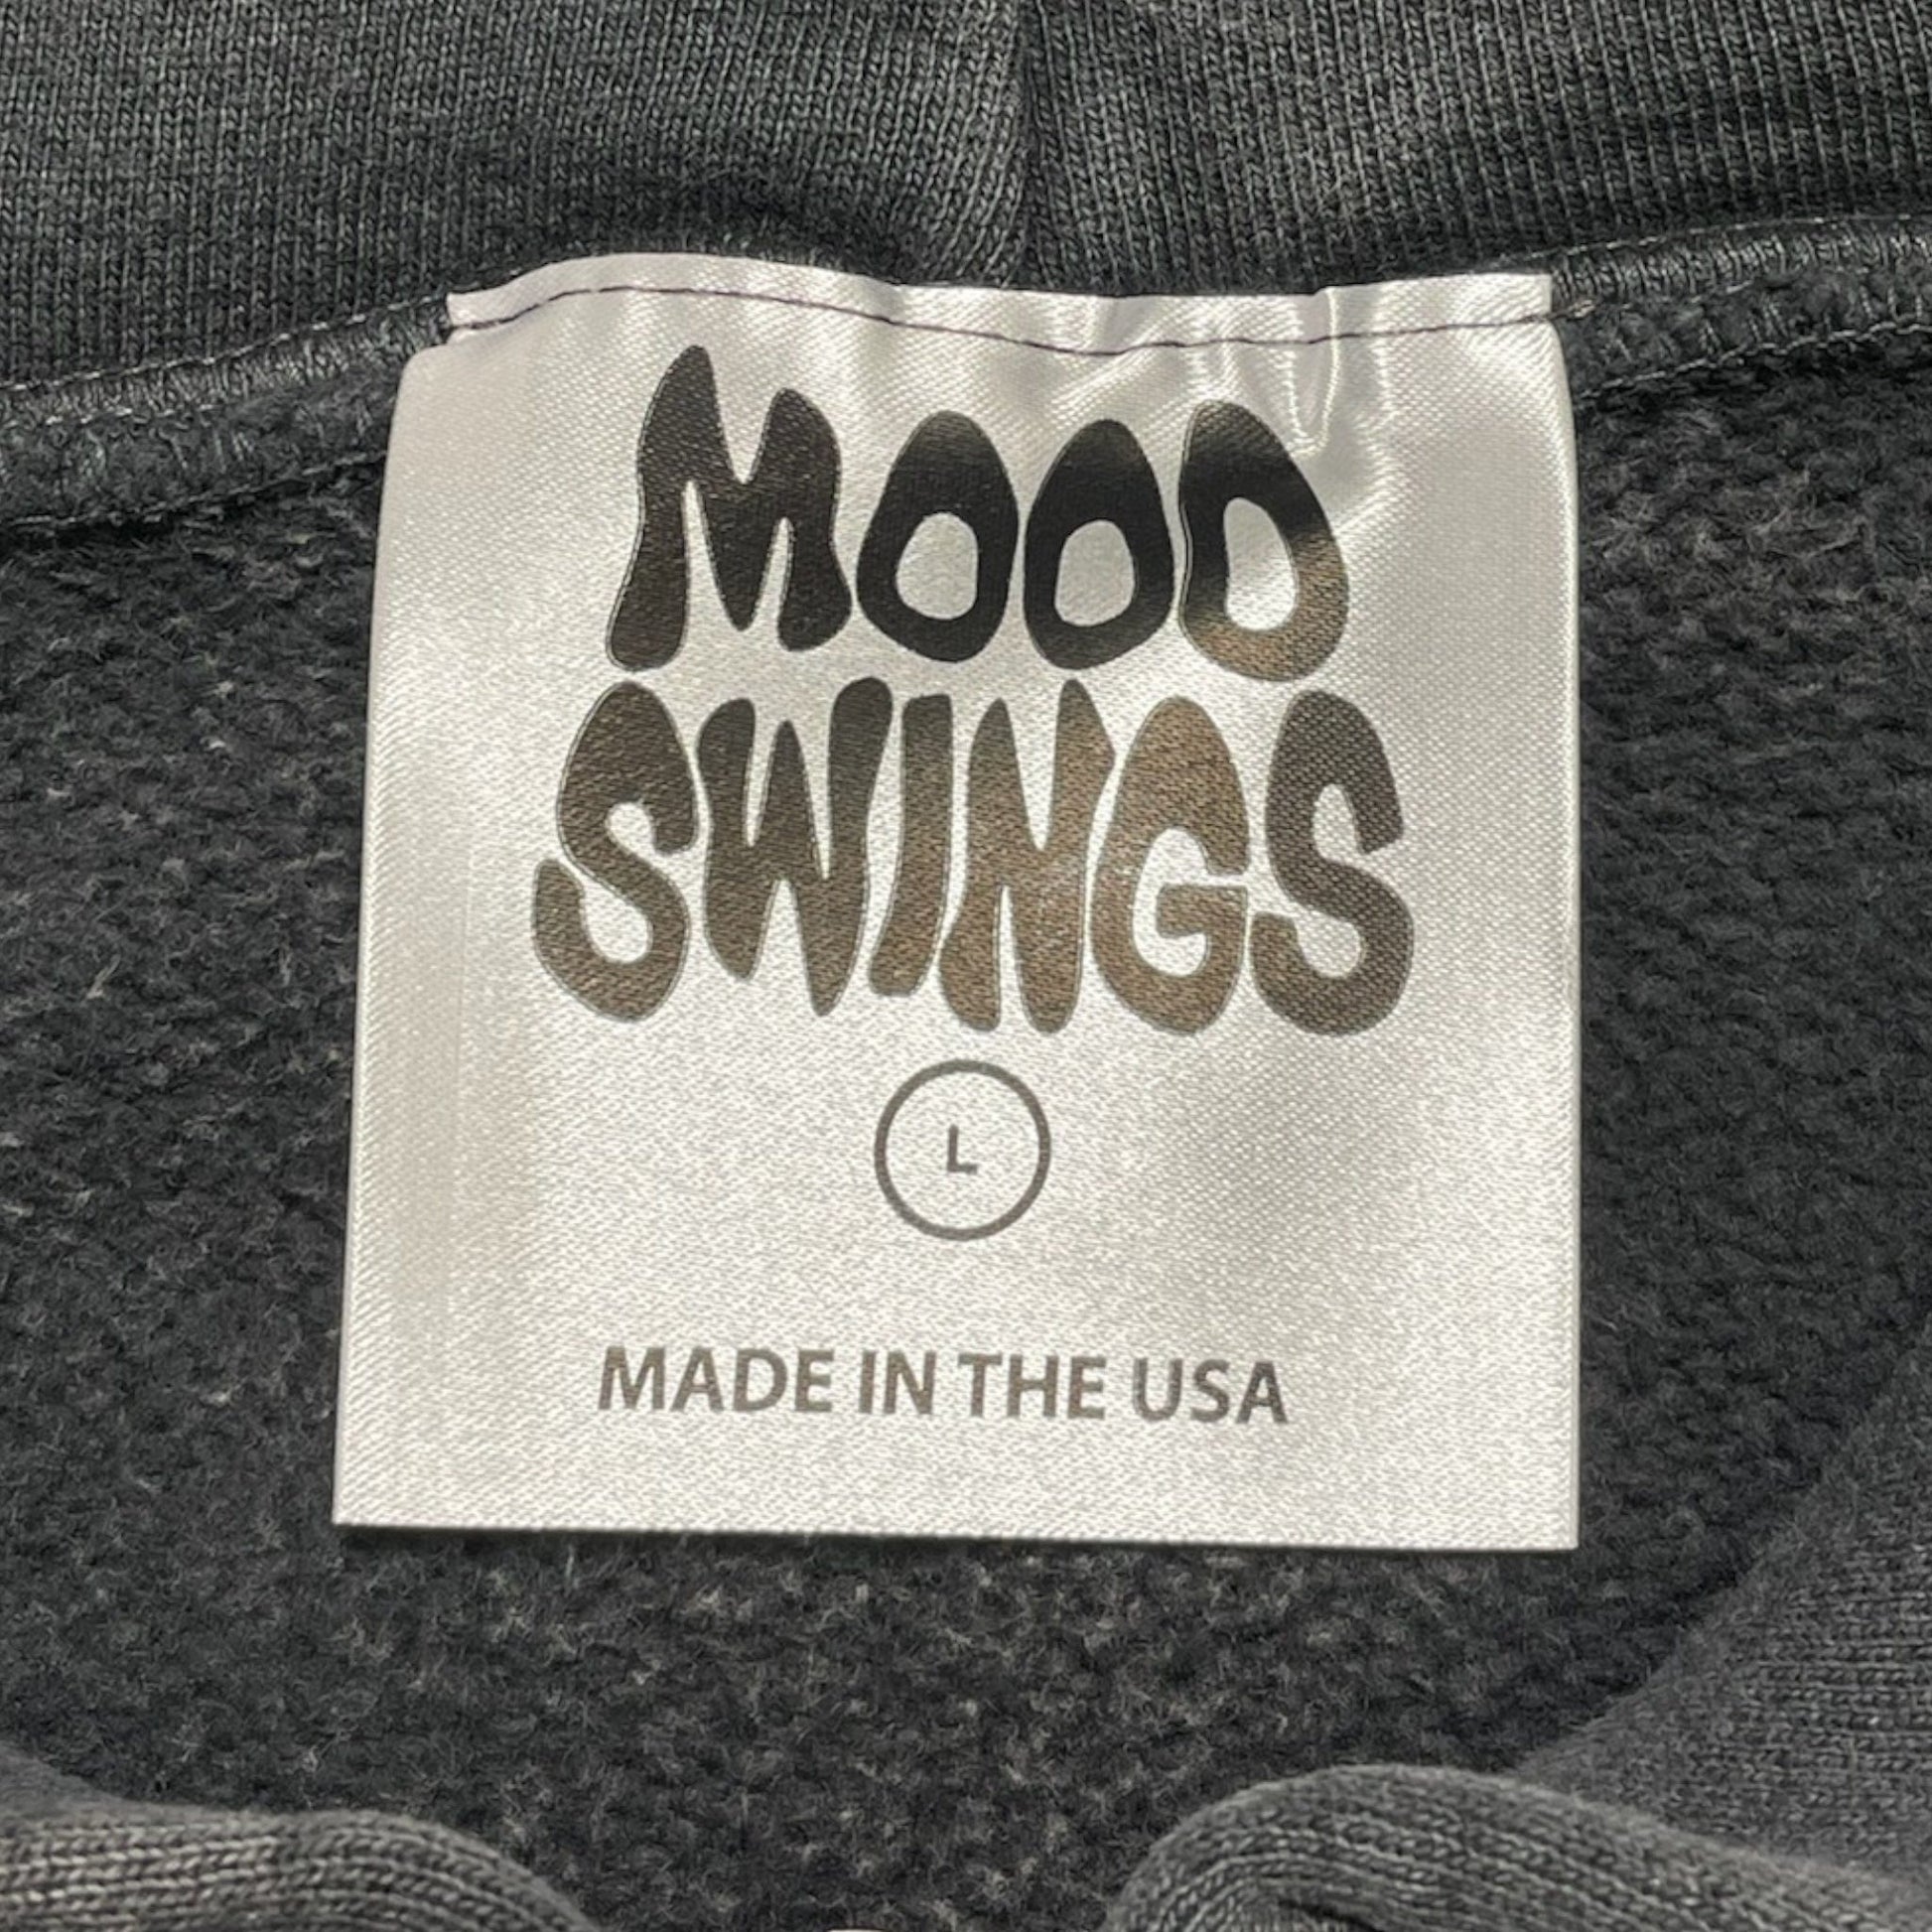 MOOD
SWINGS
L
MADE IN THE USA